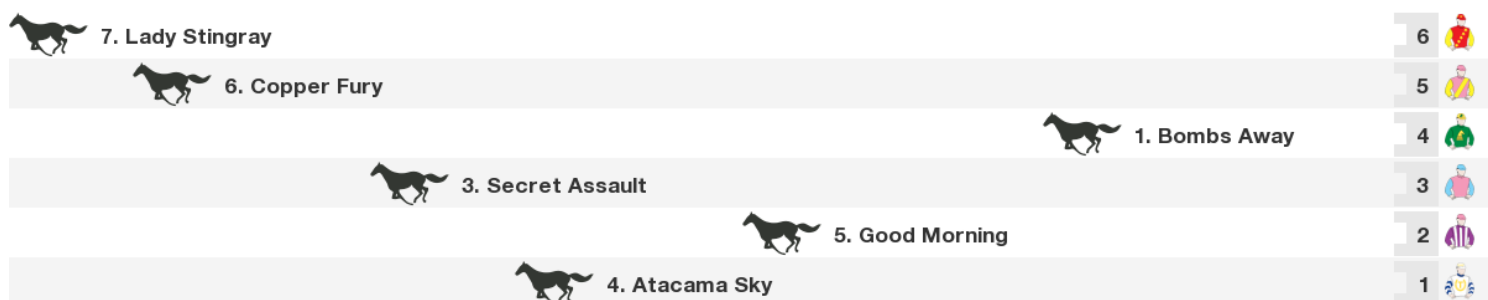 7. Lady Stingray 6
6. Copper Fury 5
1. Bombs Away 4
3. Secret Assault 3
5. Good Morning 2
4. Atacama Sky 1